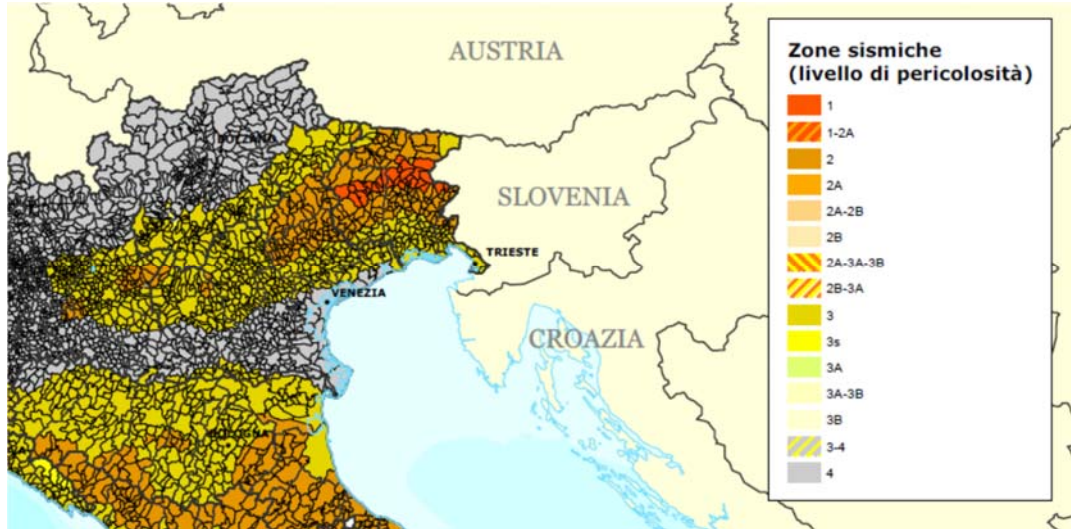 AUSTRIA
SLOVENIA
TRIESTE
VENEZIA
CROAZIA
BOLOGNA
Zone sismiche
(livello di pericolosità)
1
1-2A
2
2A
2A-2B
2B
2A-3A-3B
2B-3A
3
3s
3A
3A-3B
3B
3-4
4